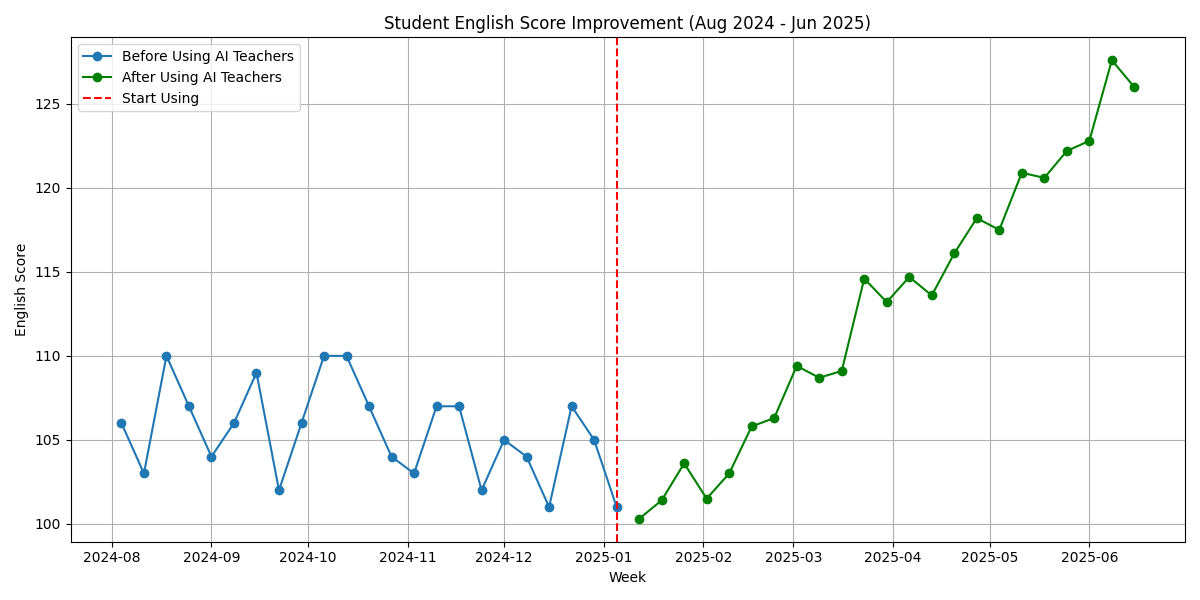 Student English Score Improvement (Aug 2024 - Jun 2025)
Before Using AI Teachers
After Using AI Teachers
Start Using
English Score
125
120
115
110
105
100
2024-08 2024-09 2024-10 2024-11 2024-12 2025-01 2025-02 2025-03 2025-04 2025-05 2025-06
Week